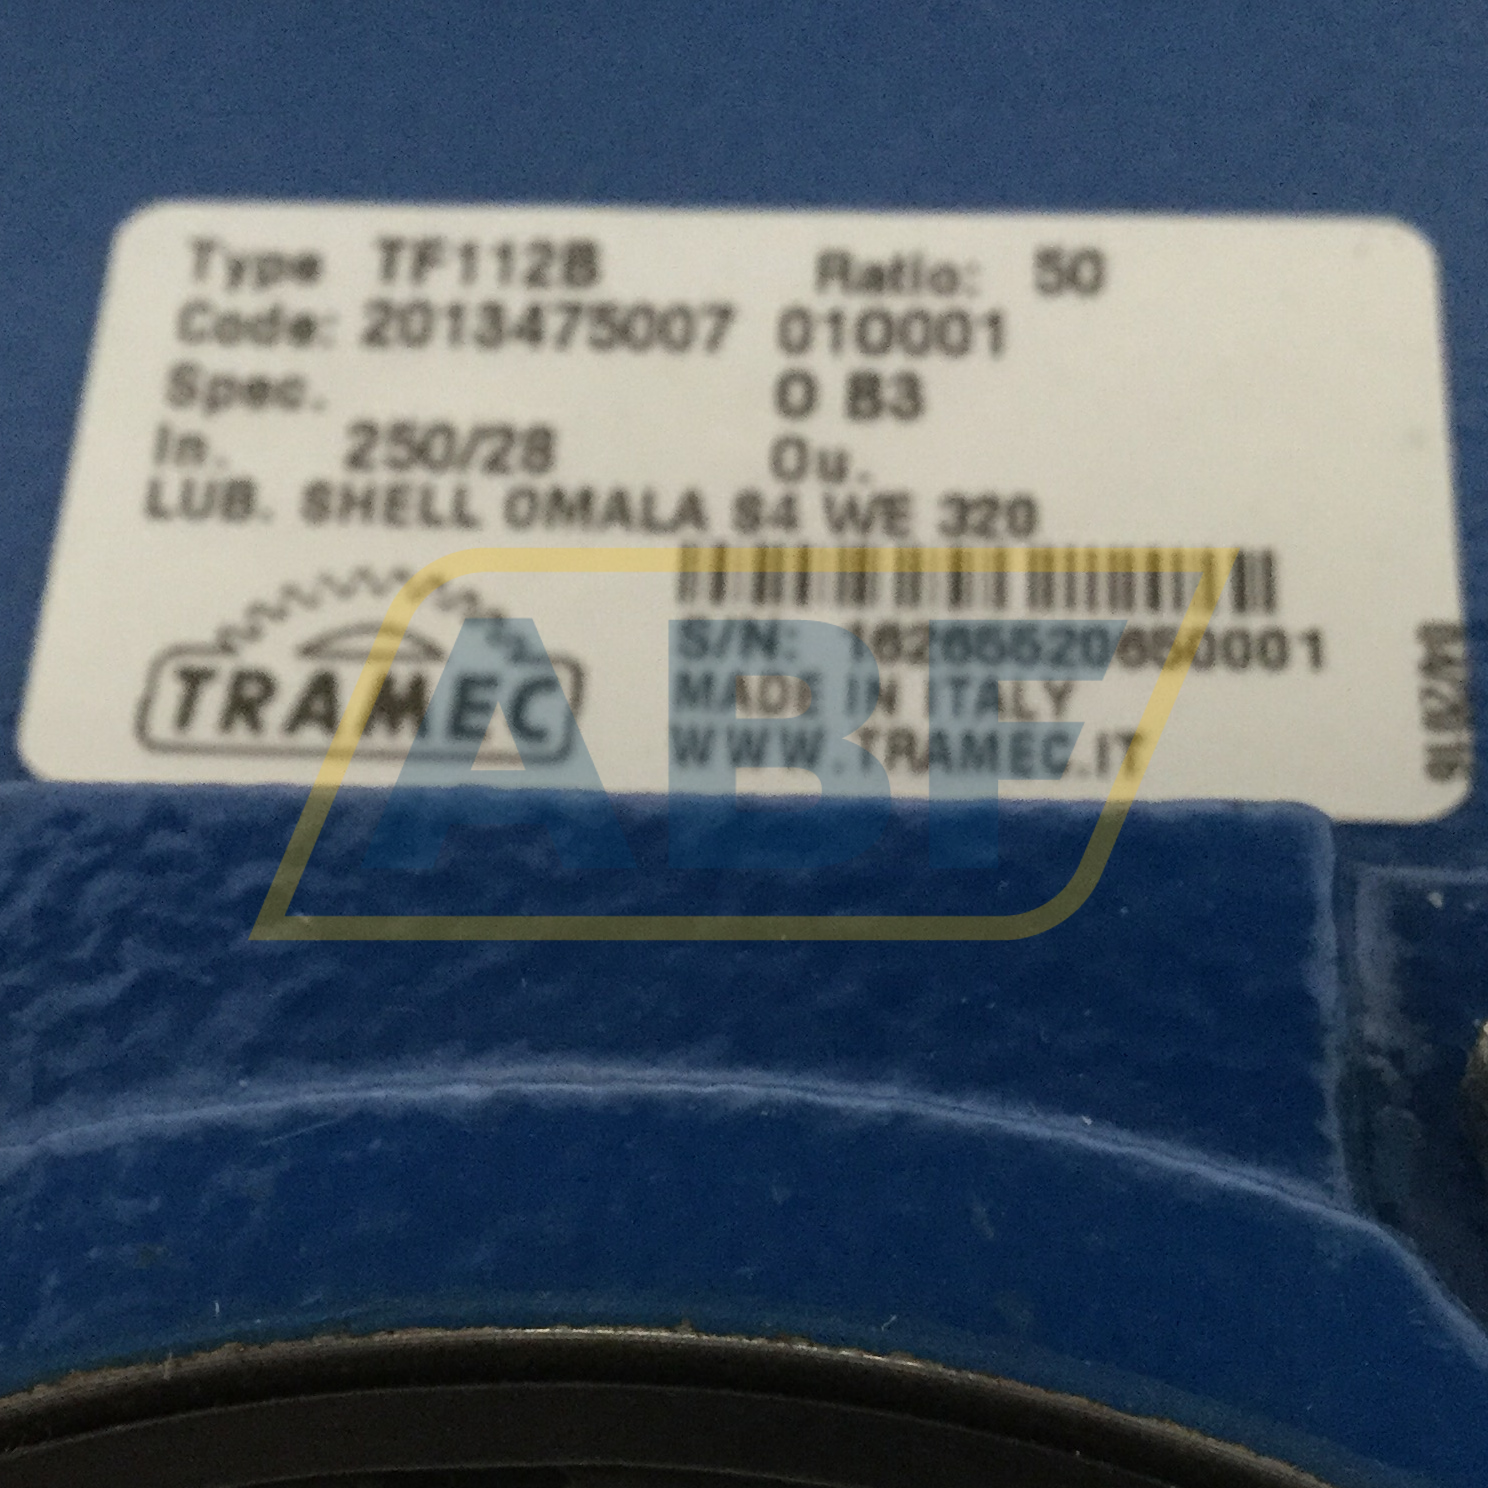 Type TF112B Ratio: 50
Code: 2013475007 010001
Spec. O B3
In. 250/28 Ou.
LUB. SHELL OMALA S4 WE 320
TRAMEC
S/N: 16266520650001
MADE IN ITALY
WWW.TRAMEC.IT
ABF